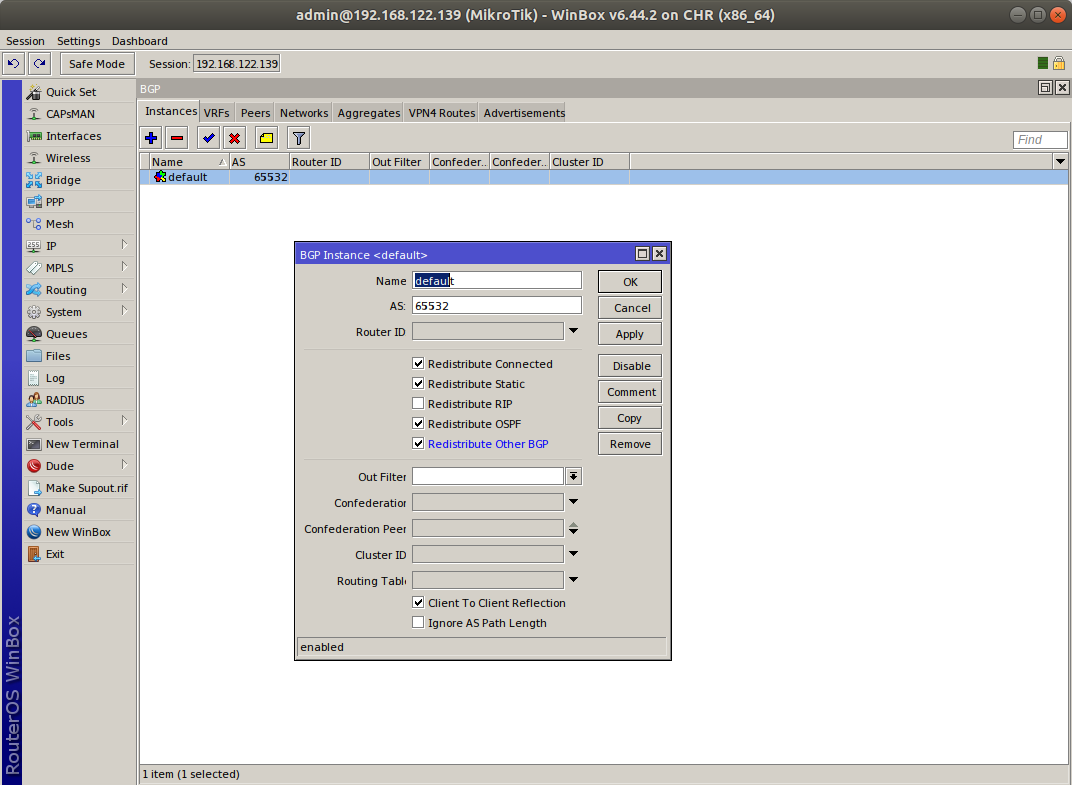 admin@192.168.122.139 (MikroTik) - WinBox v6.44.2 on CHR (x86_64)
Session Settings Dashboard
Safe Mode Session: 192.168.122.139
Quick Set
CAPsMAN
Interfaces
Wireless
Bridge
PPP
Mesh
IP
MPLS
Routing
System
Queues
Files
Log
RADIUS
Tools
New Terminal
Dude
Make Supout.rif
Manual
New WinBox
Exit
RouterOS WinBox
BGP
Instances VRFs Peers Networks Aggregates VPN4 Routes Advertisements
Find
Name AS Router ID Out Filter Confeder.. Confeder.. Cluster ID
default 65532
BGP Instance <default>
Name default
AS: 65532
Router ID
Redistribute Connected
Redistribute Static
Redistribute RIP
Redistribute OSPF
Redistribute Other BGP
Out Filter
Confederation
Confederation Peer
Cluster ID
Routing Table
Client To Client Reflection
Ignore AS Path Length
enabled
OK
Cancel
Apply
Disable
Comment
Copy
Remove
1 item (1 selected)